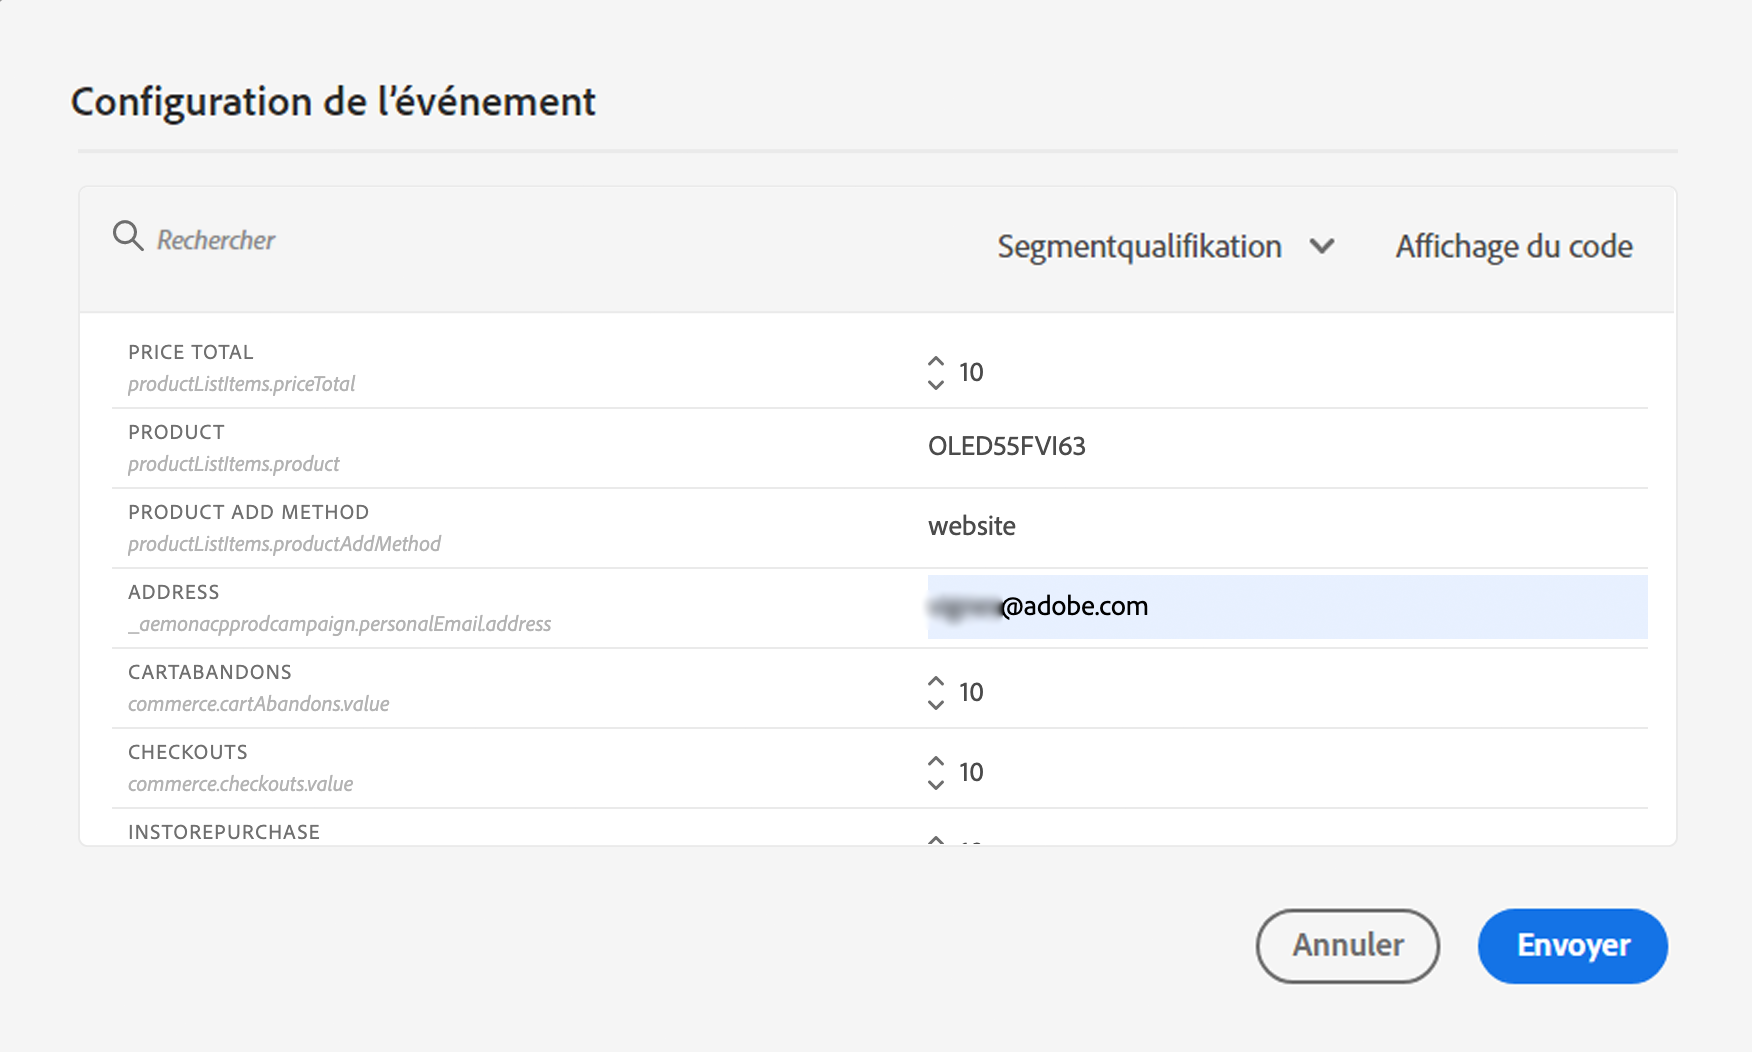 Configuration de l’événement
Rechercher
Segmentqualifikation
Affichage du code
PRICE TOTAL
productListItems.priceTotal
10
PRODUCT
productListItems.product
OLED55FVI63
PRODUCT ADD METHOD
productListItems.productAddMethod
website
ADDRESS
_aemonacpprodcampaign.personalEmail.address
@adobe.com
CARTABANDONS
commerce.cartAbandons.value
10
CHECKOUTS
commerce.checkouts.value
10
INSTOREPURCHASE
Annuler
Envoyer